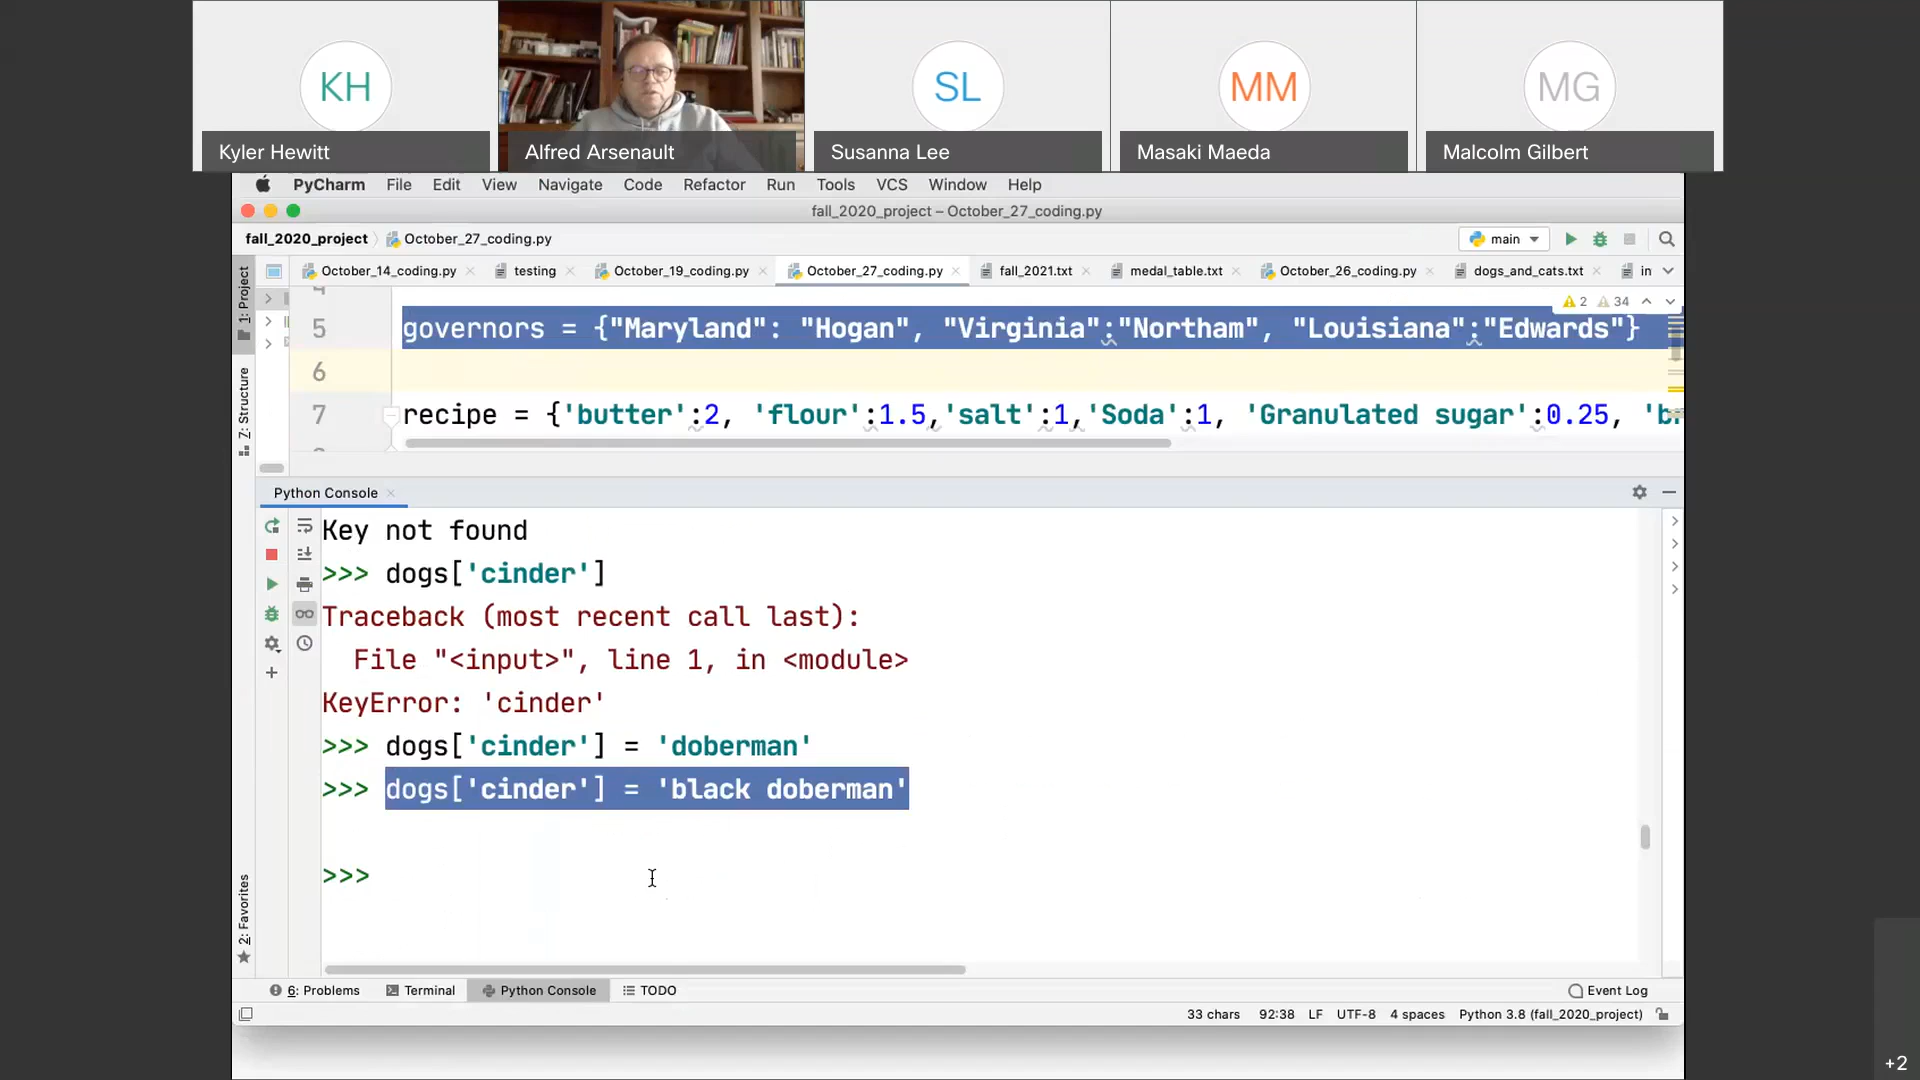 KH
SL
MM
MG
Kyler Hewitt
Alfred Arsenault
Susanna Lee
Masaki Maeda
Malcolm Gilbert
PyCharm File Edit View Navigate Code Refactor Run Tools VCS Window Help
fall_2020_project – October_27_coding.py
fall_2020_project October_27_coding.py
main
1: Project
October_14_coding.py testing October_19_coding.py October_27_coding.py fall_2021.txt medal_table.txt October_26_coding.py dogs_and_cats.txt in
2 34
5 governors = {"Maryland": "Hogan", "Virginia":"Northam", "Louisiana":"Edwards"}
6
7 recipe = {'butter':2, 'flour':1.5,'salt':1,'Soda':1, 'Granulated sugar':0.25, 'br
Z: Structure
Python Console
Key not found
>>> dogs['cinder']
Traceback (most recent call last):
File "<input>", line 1, in <module>
KeyError: 'cinder'
>>> dogs['cinder'] = 'doberman'
>>> dogs['cinder'] = 'black doberman'
>>>
2: Favorites
6: Problems Terminal Python Console TODO Event Log
33 chars 92:38 LF UTF-8 4 spaces Python 3.8 (fall_2020_project)
+2